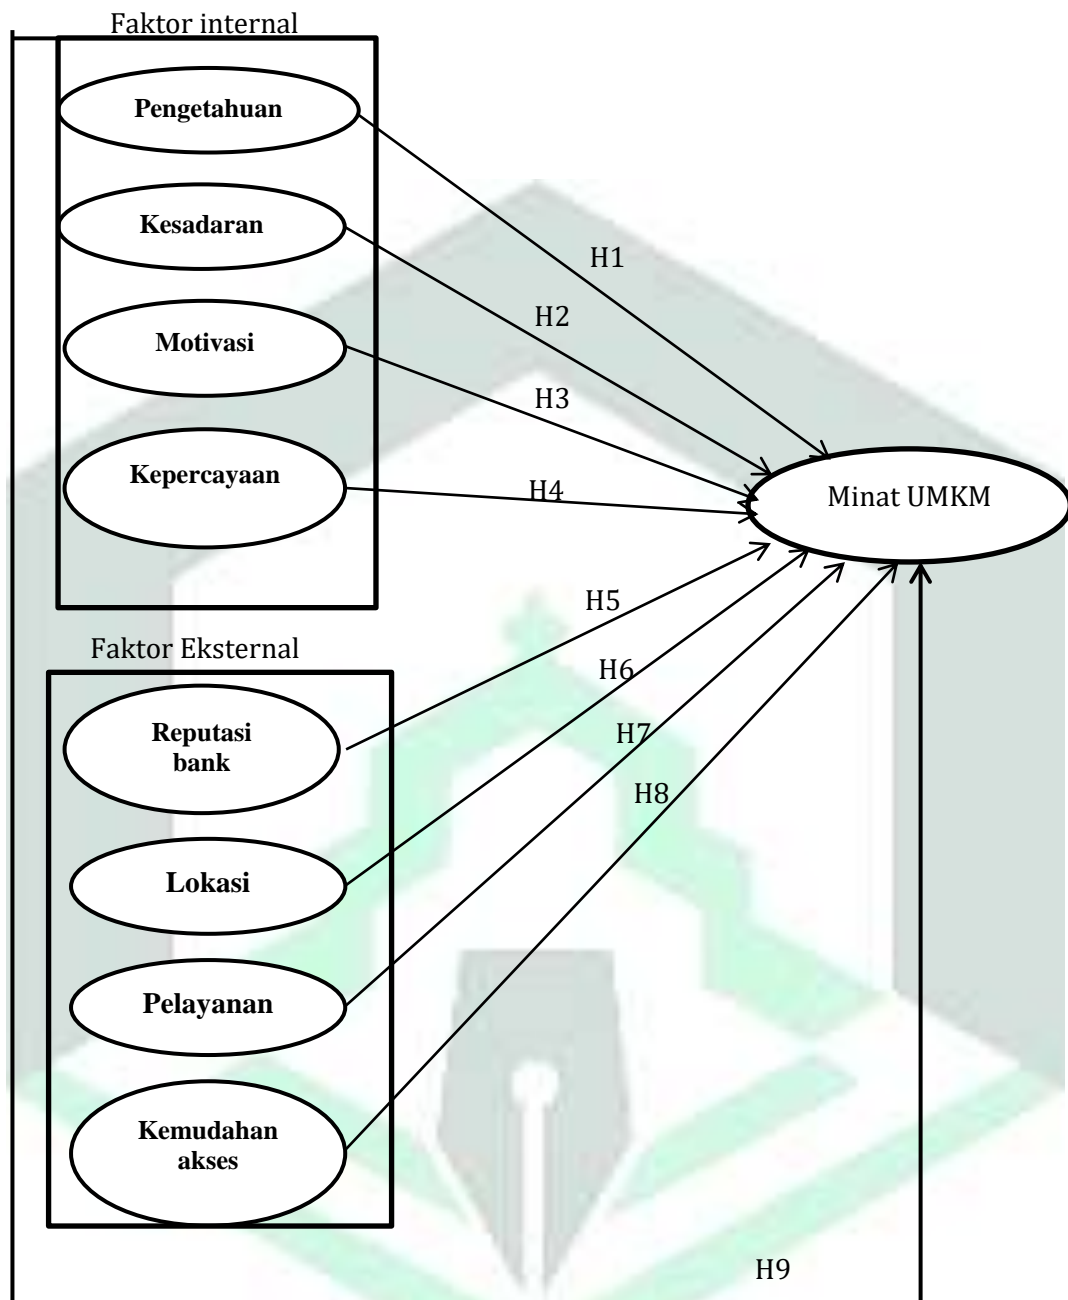 Faktor internal
Pengetahuan
Kesadaran
Motivasi
Kepercayaan
H1
H2
H3
H4
Minat UMKM
Faktor Eksternal
Reputasi
bank
Lokasi
Pelayanan
Kemudahan
akses
H5
H6
H7
H8
H9